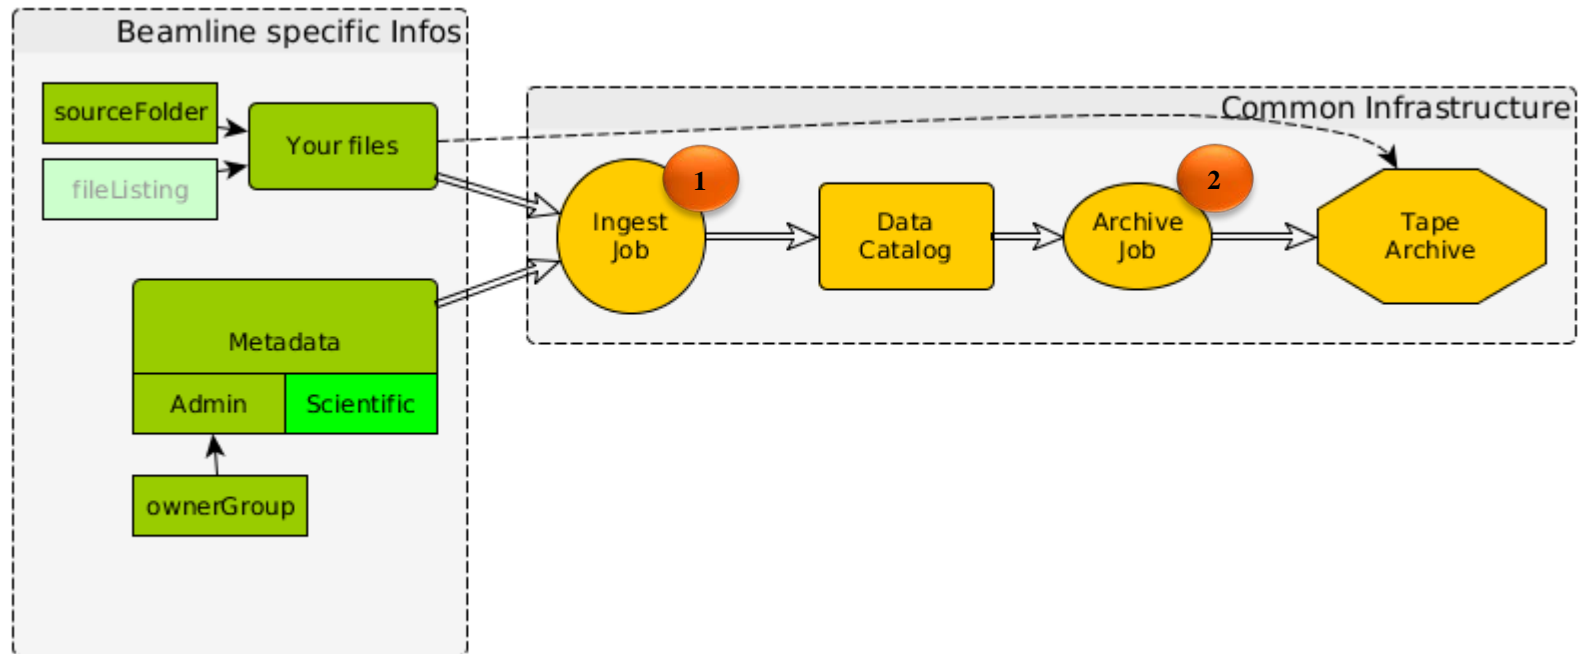 Beamline specific Infos
sourceFolder
Your files
fileListing
Metadata
Admin
Scientific
ownerGroup
Common Infrastructure
1
Ingest
Job
Data
Catalog
2
Archive
Job
Tape
Archive